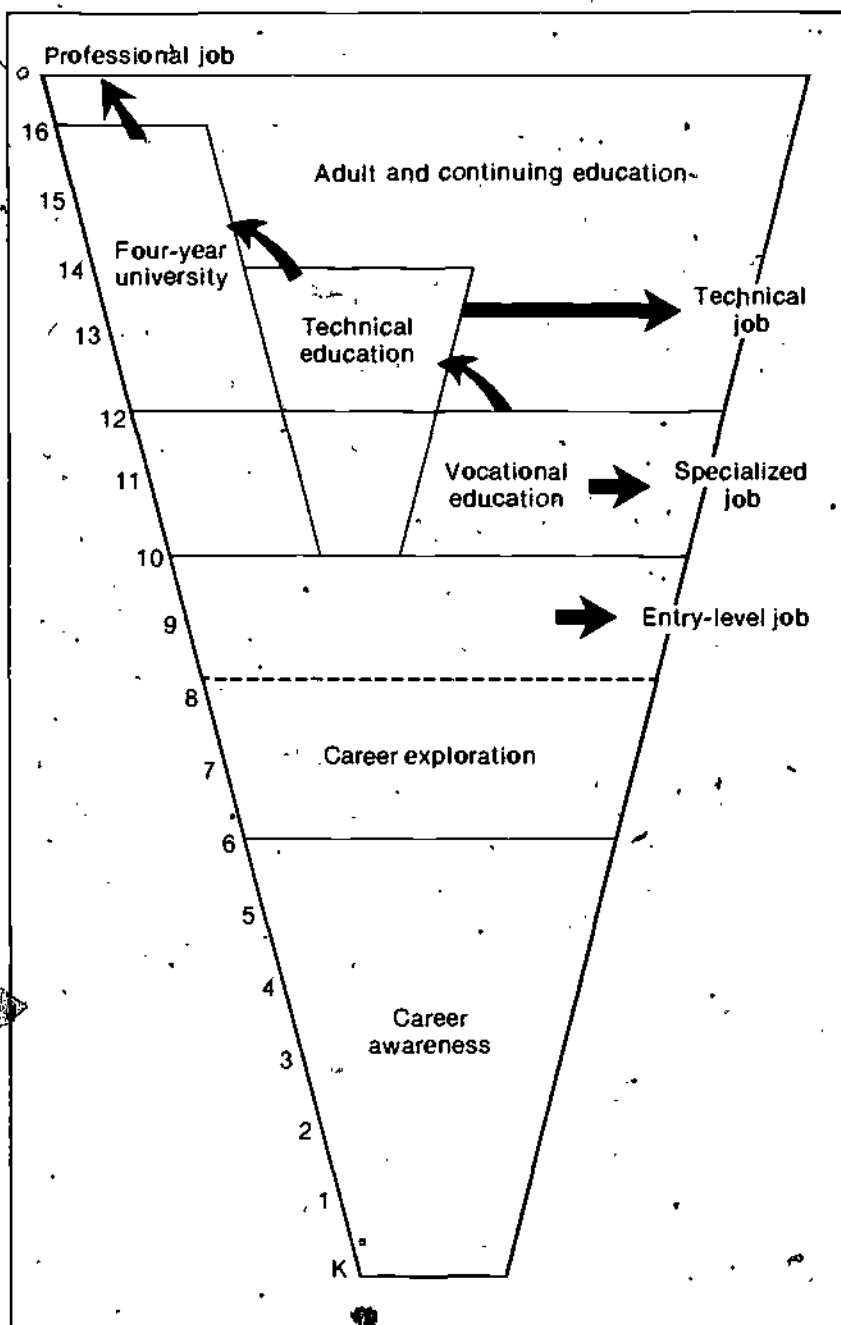 Professional job
16
Adult and continuing education
15
Four-year
university
14
Technical
job
Technical
education
13
12
Vocational
education
Specialized
job
11
10
9
Entry-level job
8
Career exploration
7
6
5
4
Career
awareness
3
2
1
K